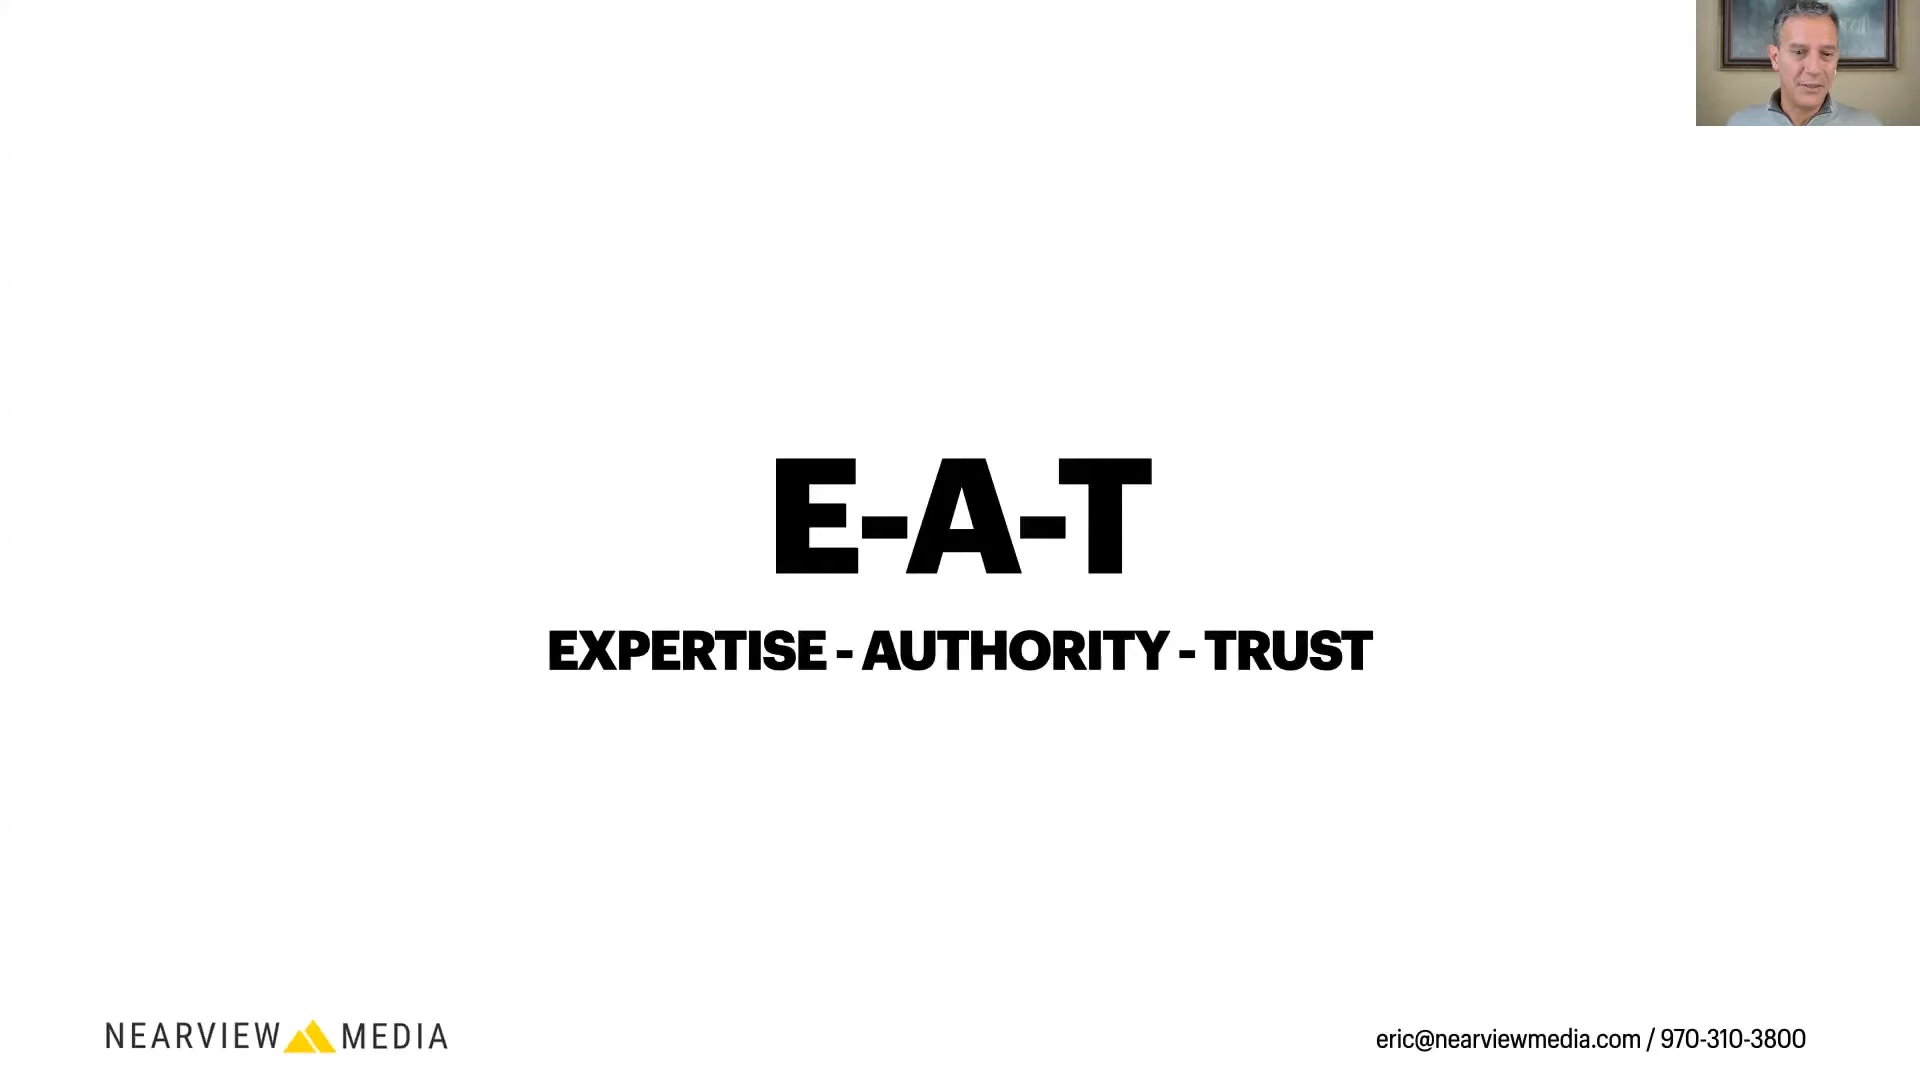 E-A-T
EXPERTISE - AUTHORITY - TRUST
NEARVIEW MEDIA
eric@nearviewmedia.com / 970-310-3800